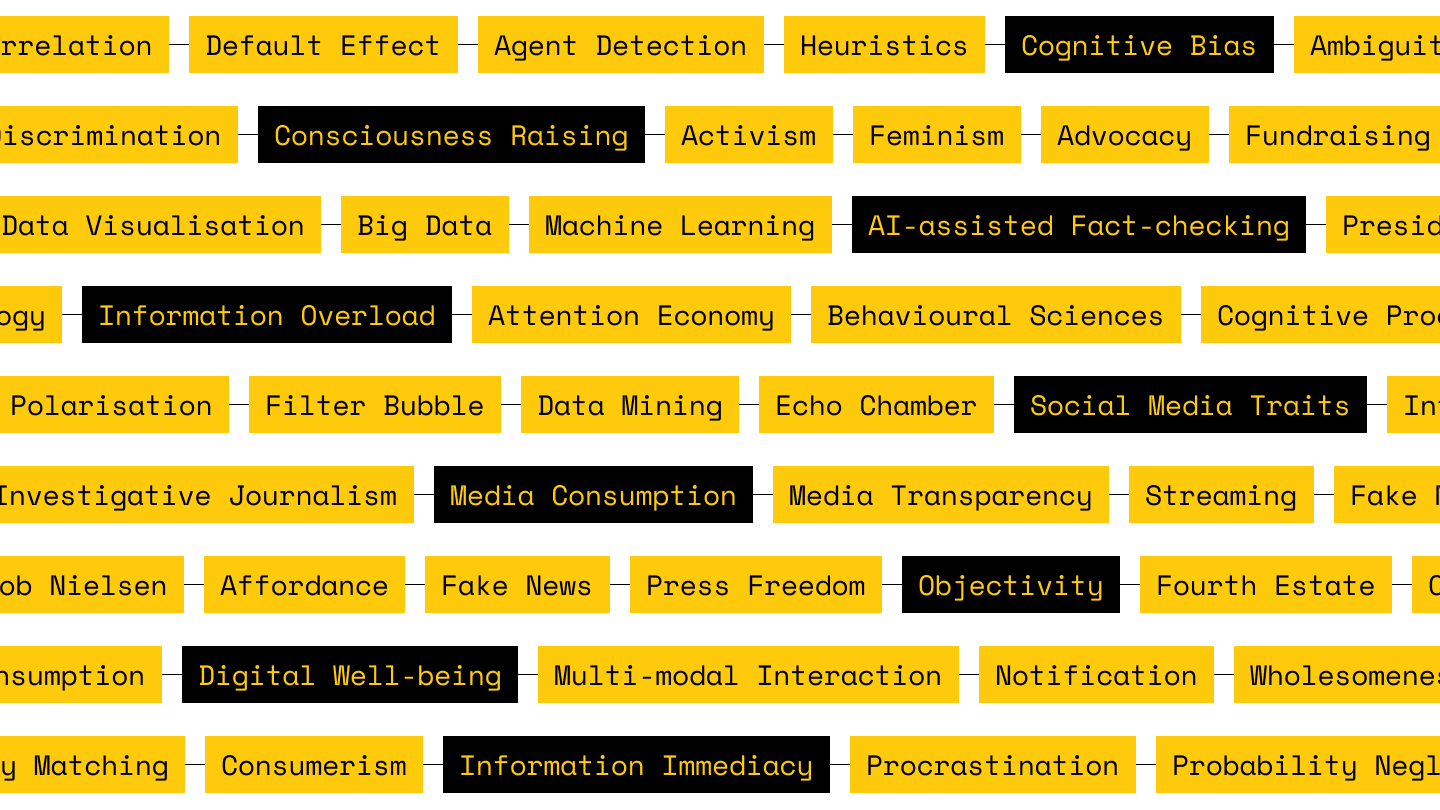 rrelation Default Effect Agent Detection Heuristics Cognitive Bias Ambiguit
Discrimination Consciousness Raising Activism Feminism Advocacy Fundraising
Data Visualisation Big Data Machine Learning AI-assisted Fact-checking Presid
ogy Information Overload Attention Economy Behavioural Sciences Cognitive Pro
Polarisation Filter Bubble Data Mining Echo Chamber Social Media Traits In
Investigative Journalism Media Consumption Media Transparency Streaming Fake
ob Nielsen Affordance Fake News Press Freedom Objectivity Fourth Estate
nsumption Digital Well-being Multi-modal Interaction Notification Wholesomenes
y Matching Consumerism Information Immediacy Procrastination Probability Negl